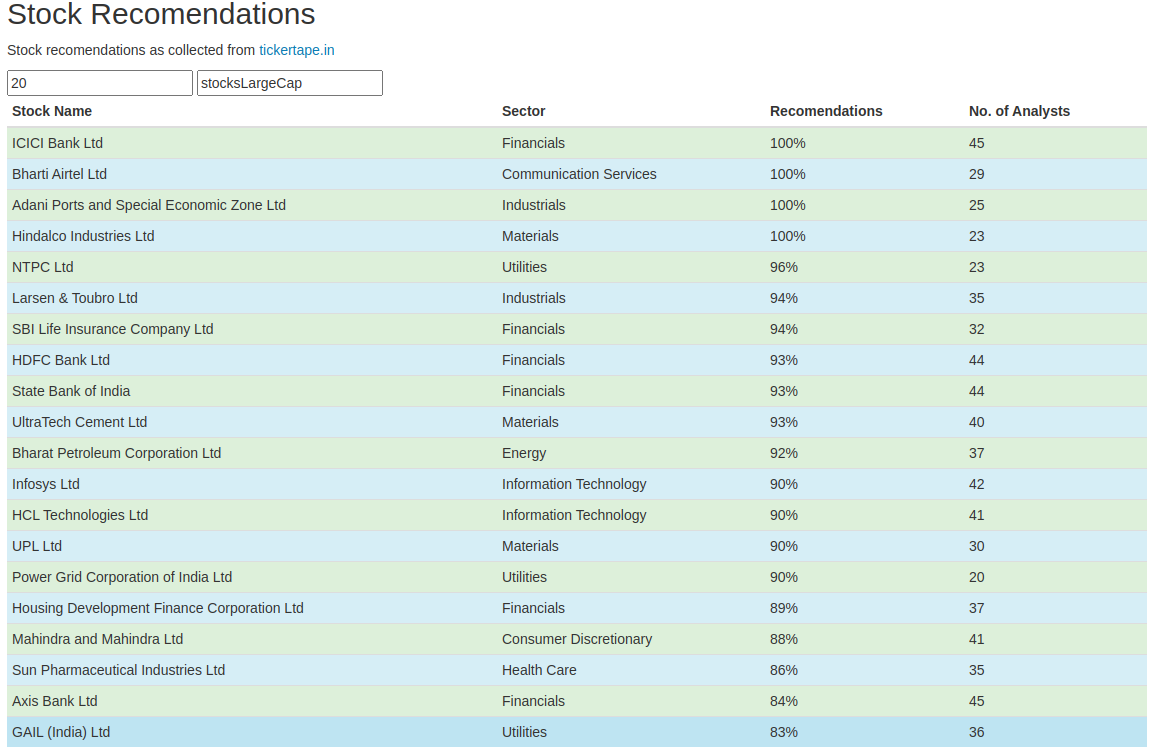 Stock Recomendations
Stock recomendations as collected from tickertape.in
20 stocksLargeCap
Stock Name Sector Recomendations No. of Analysts
ICICI Bank Ltd Financials 100% 45
Bharti Airtel Ltd Communication Services 100% 29
Adani Ports and Special Economic Zone Ltd Industrials 100% 25
Hindalco Industries Ltd Materials 100% 23
NTPC Ltd Utilities 96% 23
Larsen & Toubro Ltd Industrials 94% 35
SBI Life Insurance Company Ltd Financials 94% 32
HDFC Bank Ltd Financials 93% 44
State Bank of India Financials 93% 44
UltraTech Cement Ltd Materials 93% 40
Bharat Petroleum Corporation Ltd Energy 92% 37
Infosys Ltd Information Technology 90% 42
HCL Technologies Ltd Information Technology 90% 41
UPL Ltd Materials 90% 30
Power Grid Corporation of India Ltd Utilities 90% 20
Housing Development Finance Corporation Ltd Financials 89% 37
Mahindra and Mahindra Ltd Consumer Discretionary 88% 41
Sun Pharmaceutical Industries Ltd Health Care 86% 35
Axis Bank Ltd Financials 84% 45
GAIL (India) Ltd Utilities 83% 36